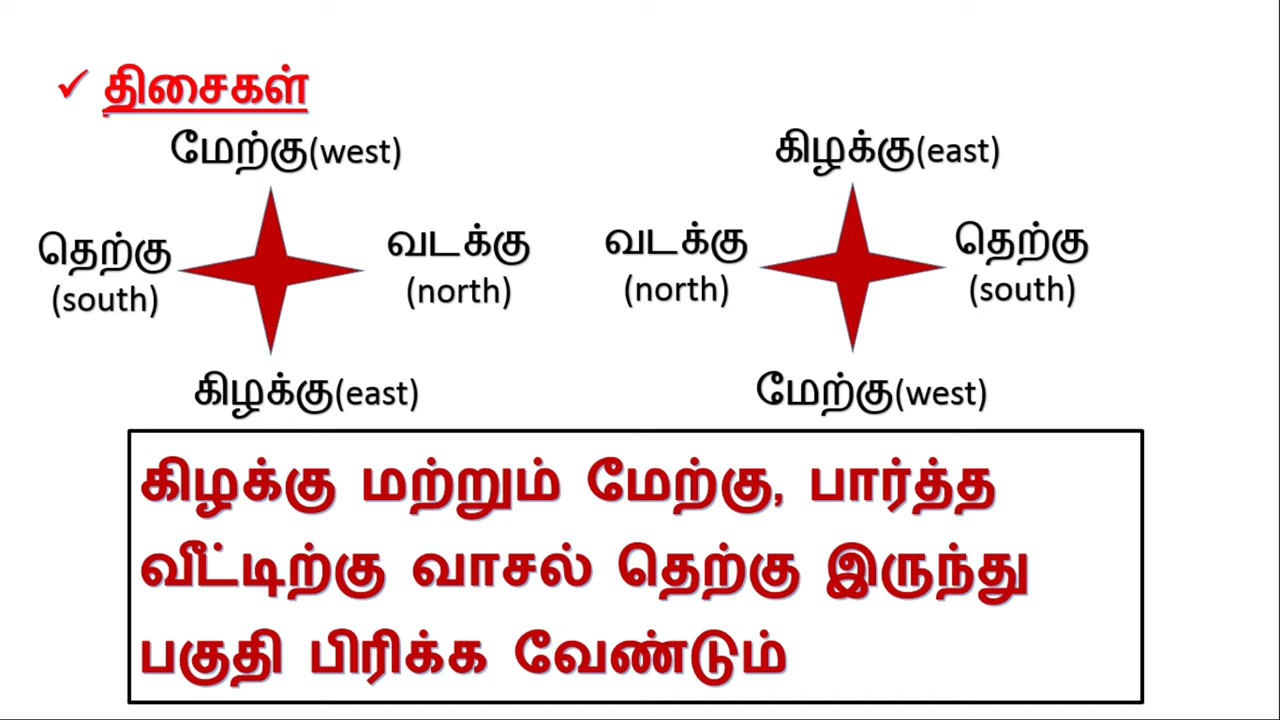 ✓ திசைகள்
மேற்கு(west)
கிழக்கு(east)
தெற்கு
(south)
வடக்கு
(north)
வடக்கு
(north)
தெற்கு
(south)
கிழக்கு(east)
மேற்கு(west)
கிழக்கு மற்றும் மேற்கு, பார்த்த
வீட்டிற்கு வாசல் தெற்கு இருந்து
பகுதி பிரிக்க வேண்டும்